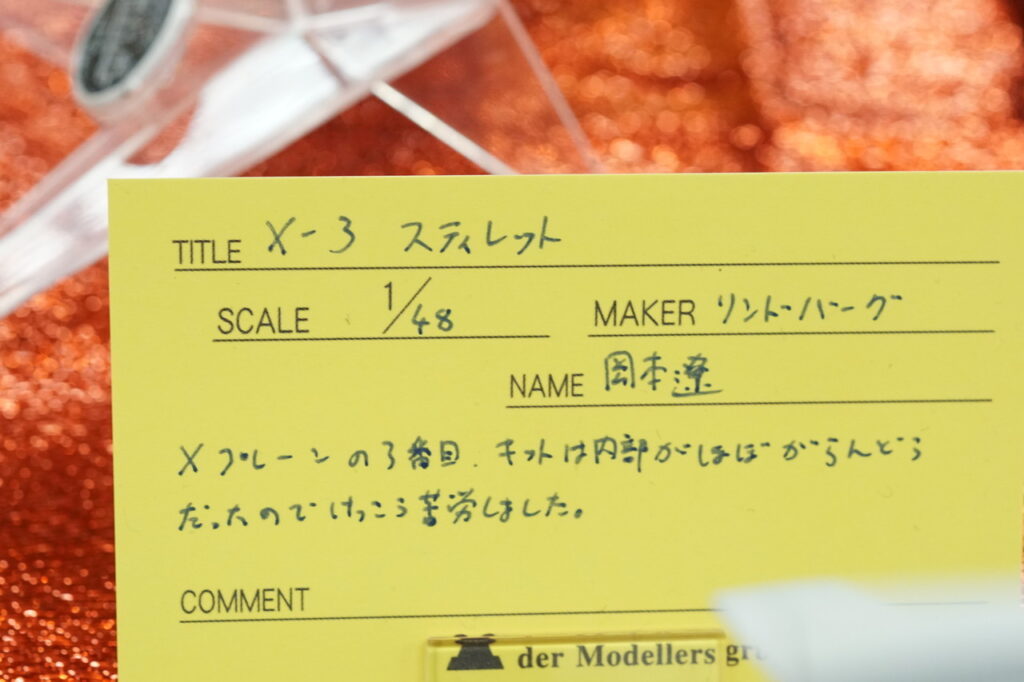 TITLE X-3 スティレット
SCALE 1/48 MAKER リントバーグ
NAME 岡本遼
Xプレーンの3番目.キットは内部がほぼがらんどう
だったのでけっこう苦労しました。
COMMENT
der Modellers